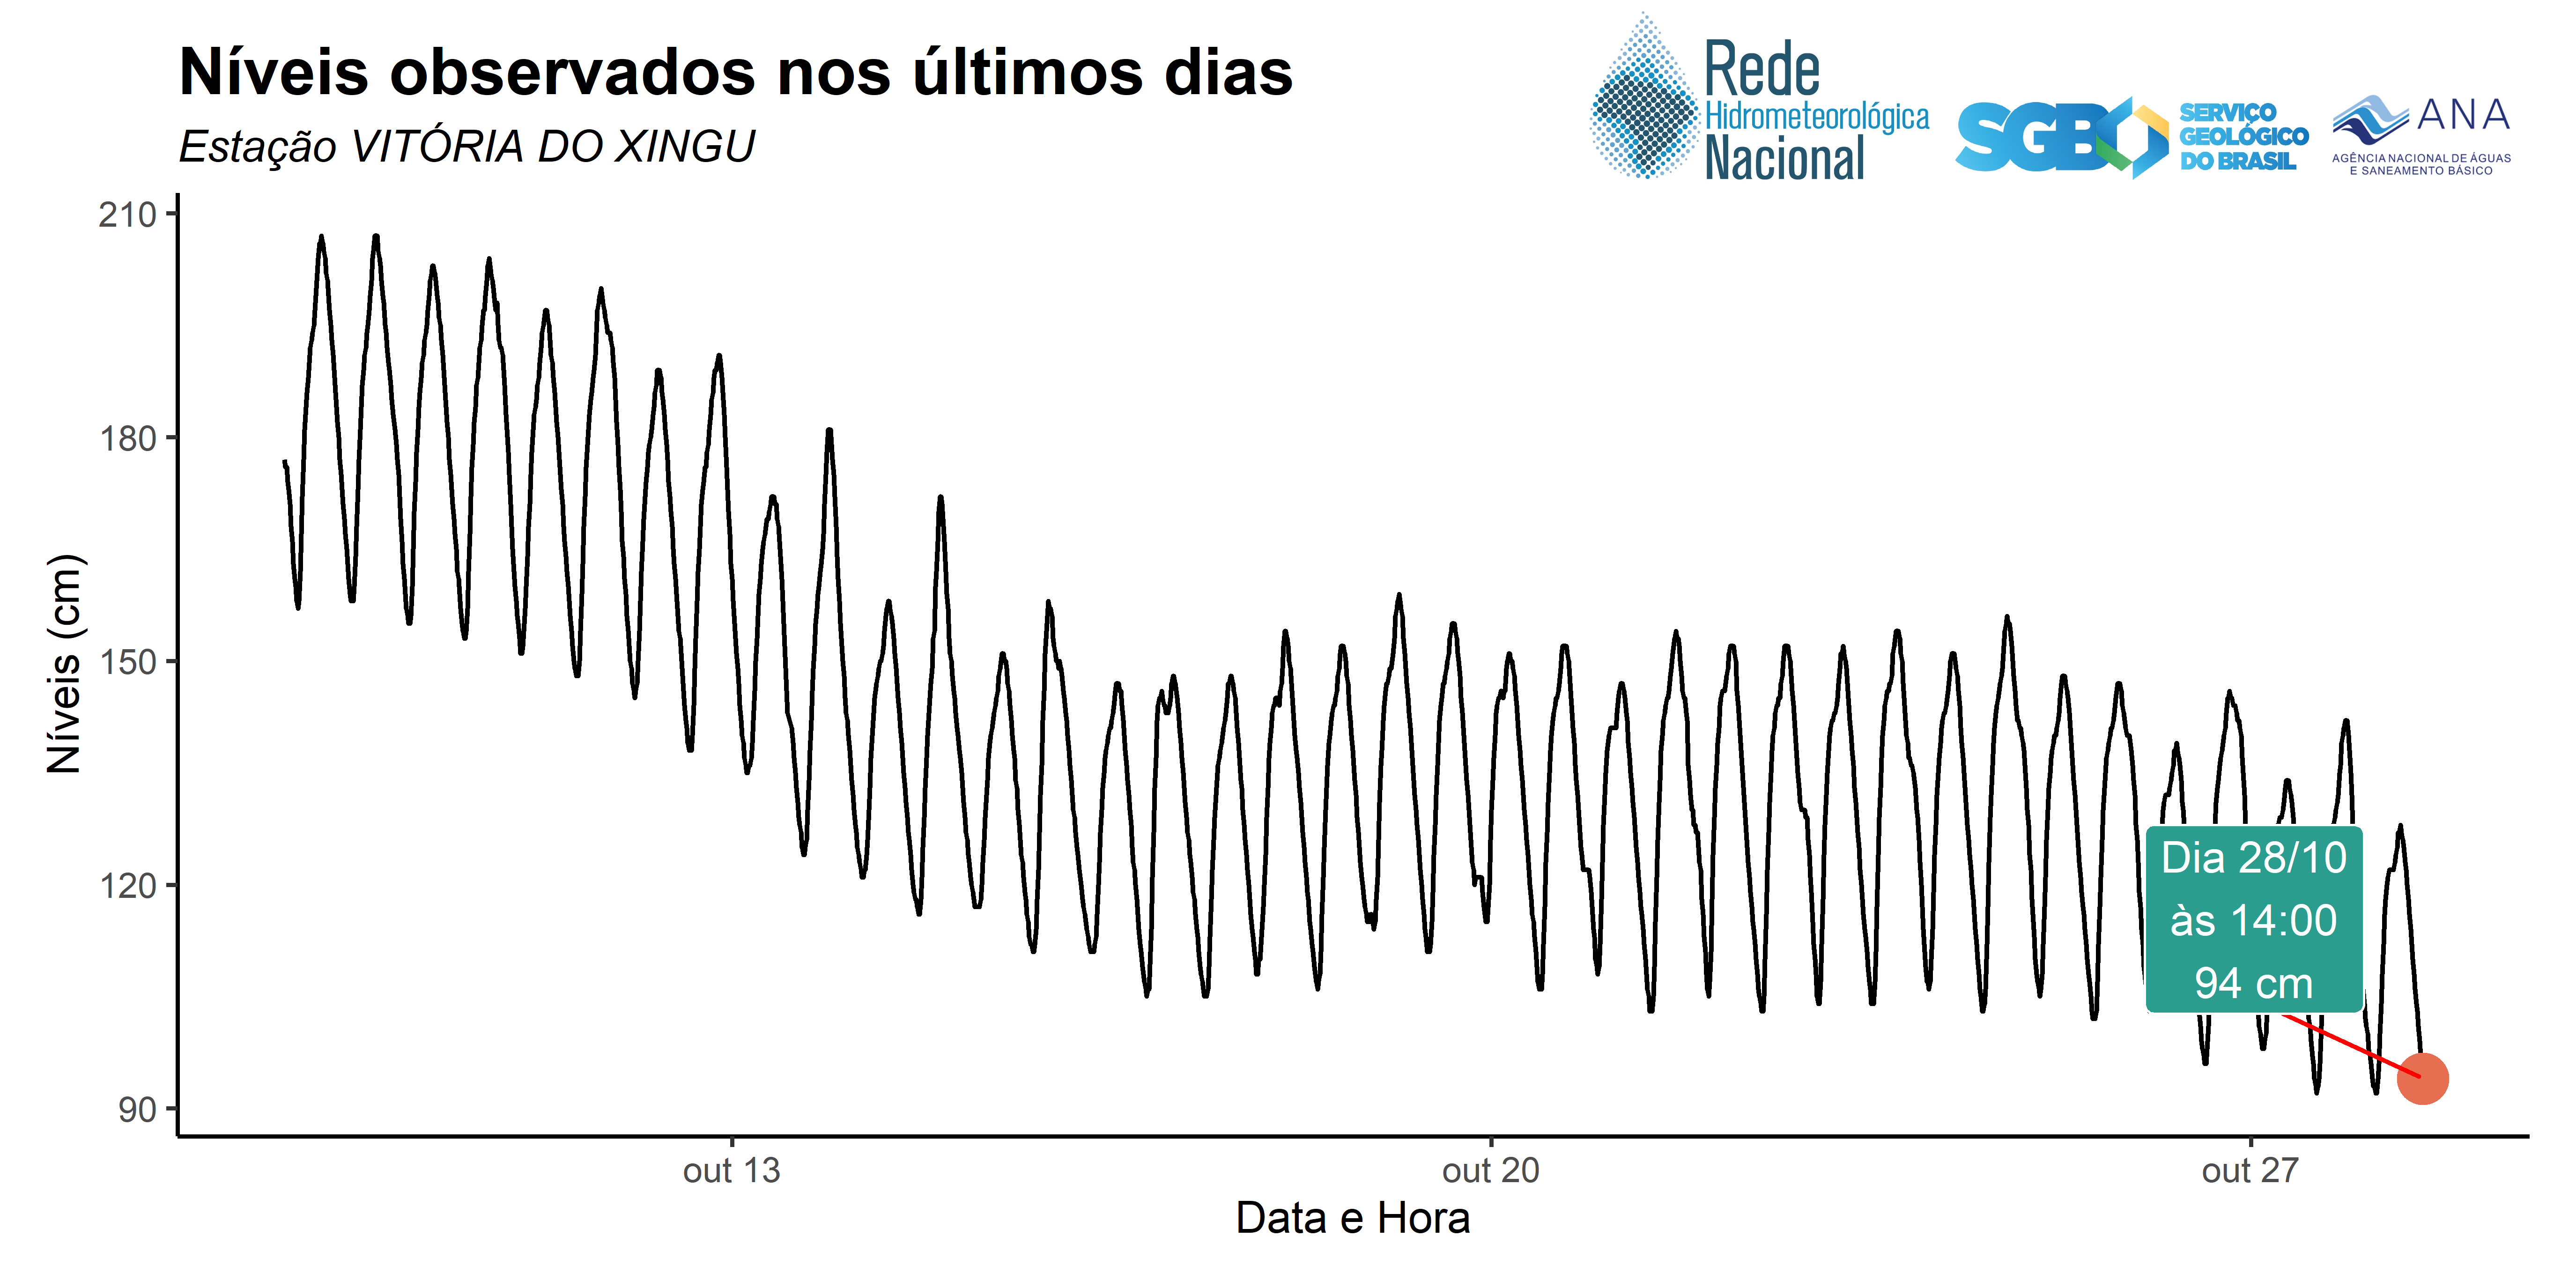 Níveis observados nos últimos dias
Estação VITÓRIA DO XINGU
Rede
Hidrometeorológica
Nacional
SGB
SERVIÇO
GEOLÓGICO
DO BRASIL
ANA
AGÊNCIA NACIONAL DE ÁGUAS
E SANEAMENTO BÁSICO
Níveis (cm)
210
180
150
120
90
Dia 28/10
às 14:00
94 cm
out 13
out 20
out 27
Data e Hora